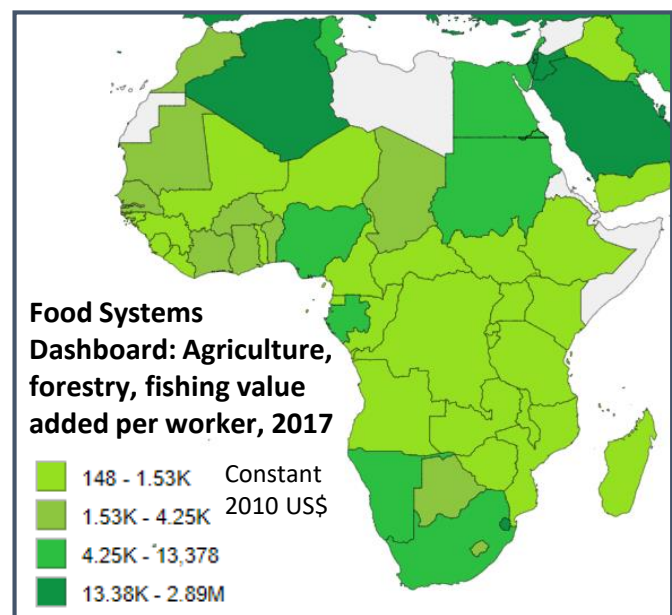 Food Systems
Dashboard: Agriculture,
forestry, fishing value
added per worker, 2017
Constant
2010 US$
148 - 1.53K
1.53K - 4.25K
4.25K - 13,378
13.38K - 2.89M